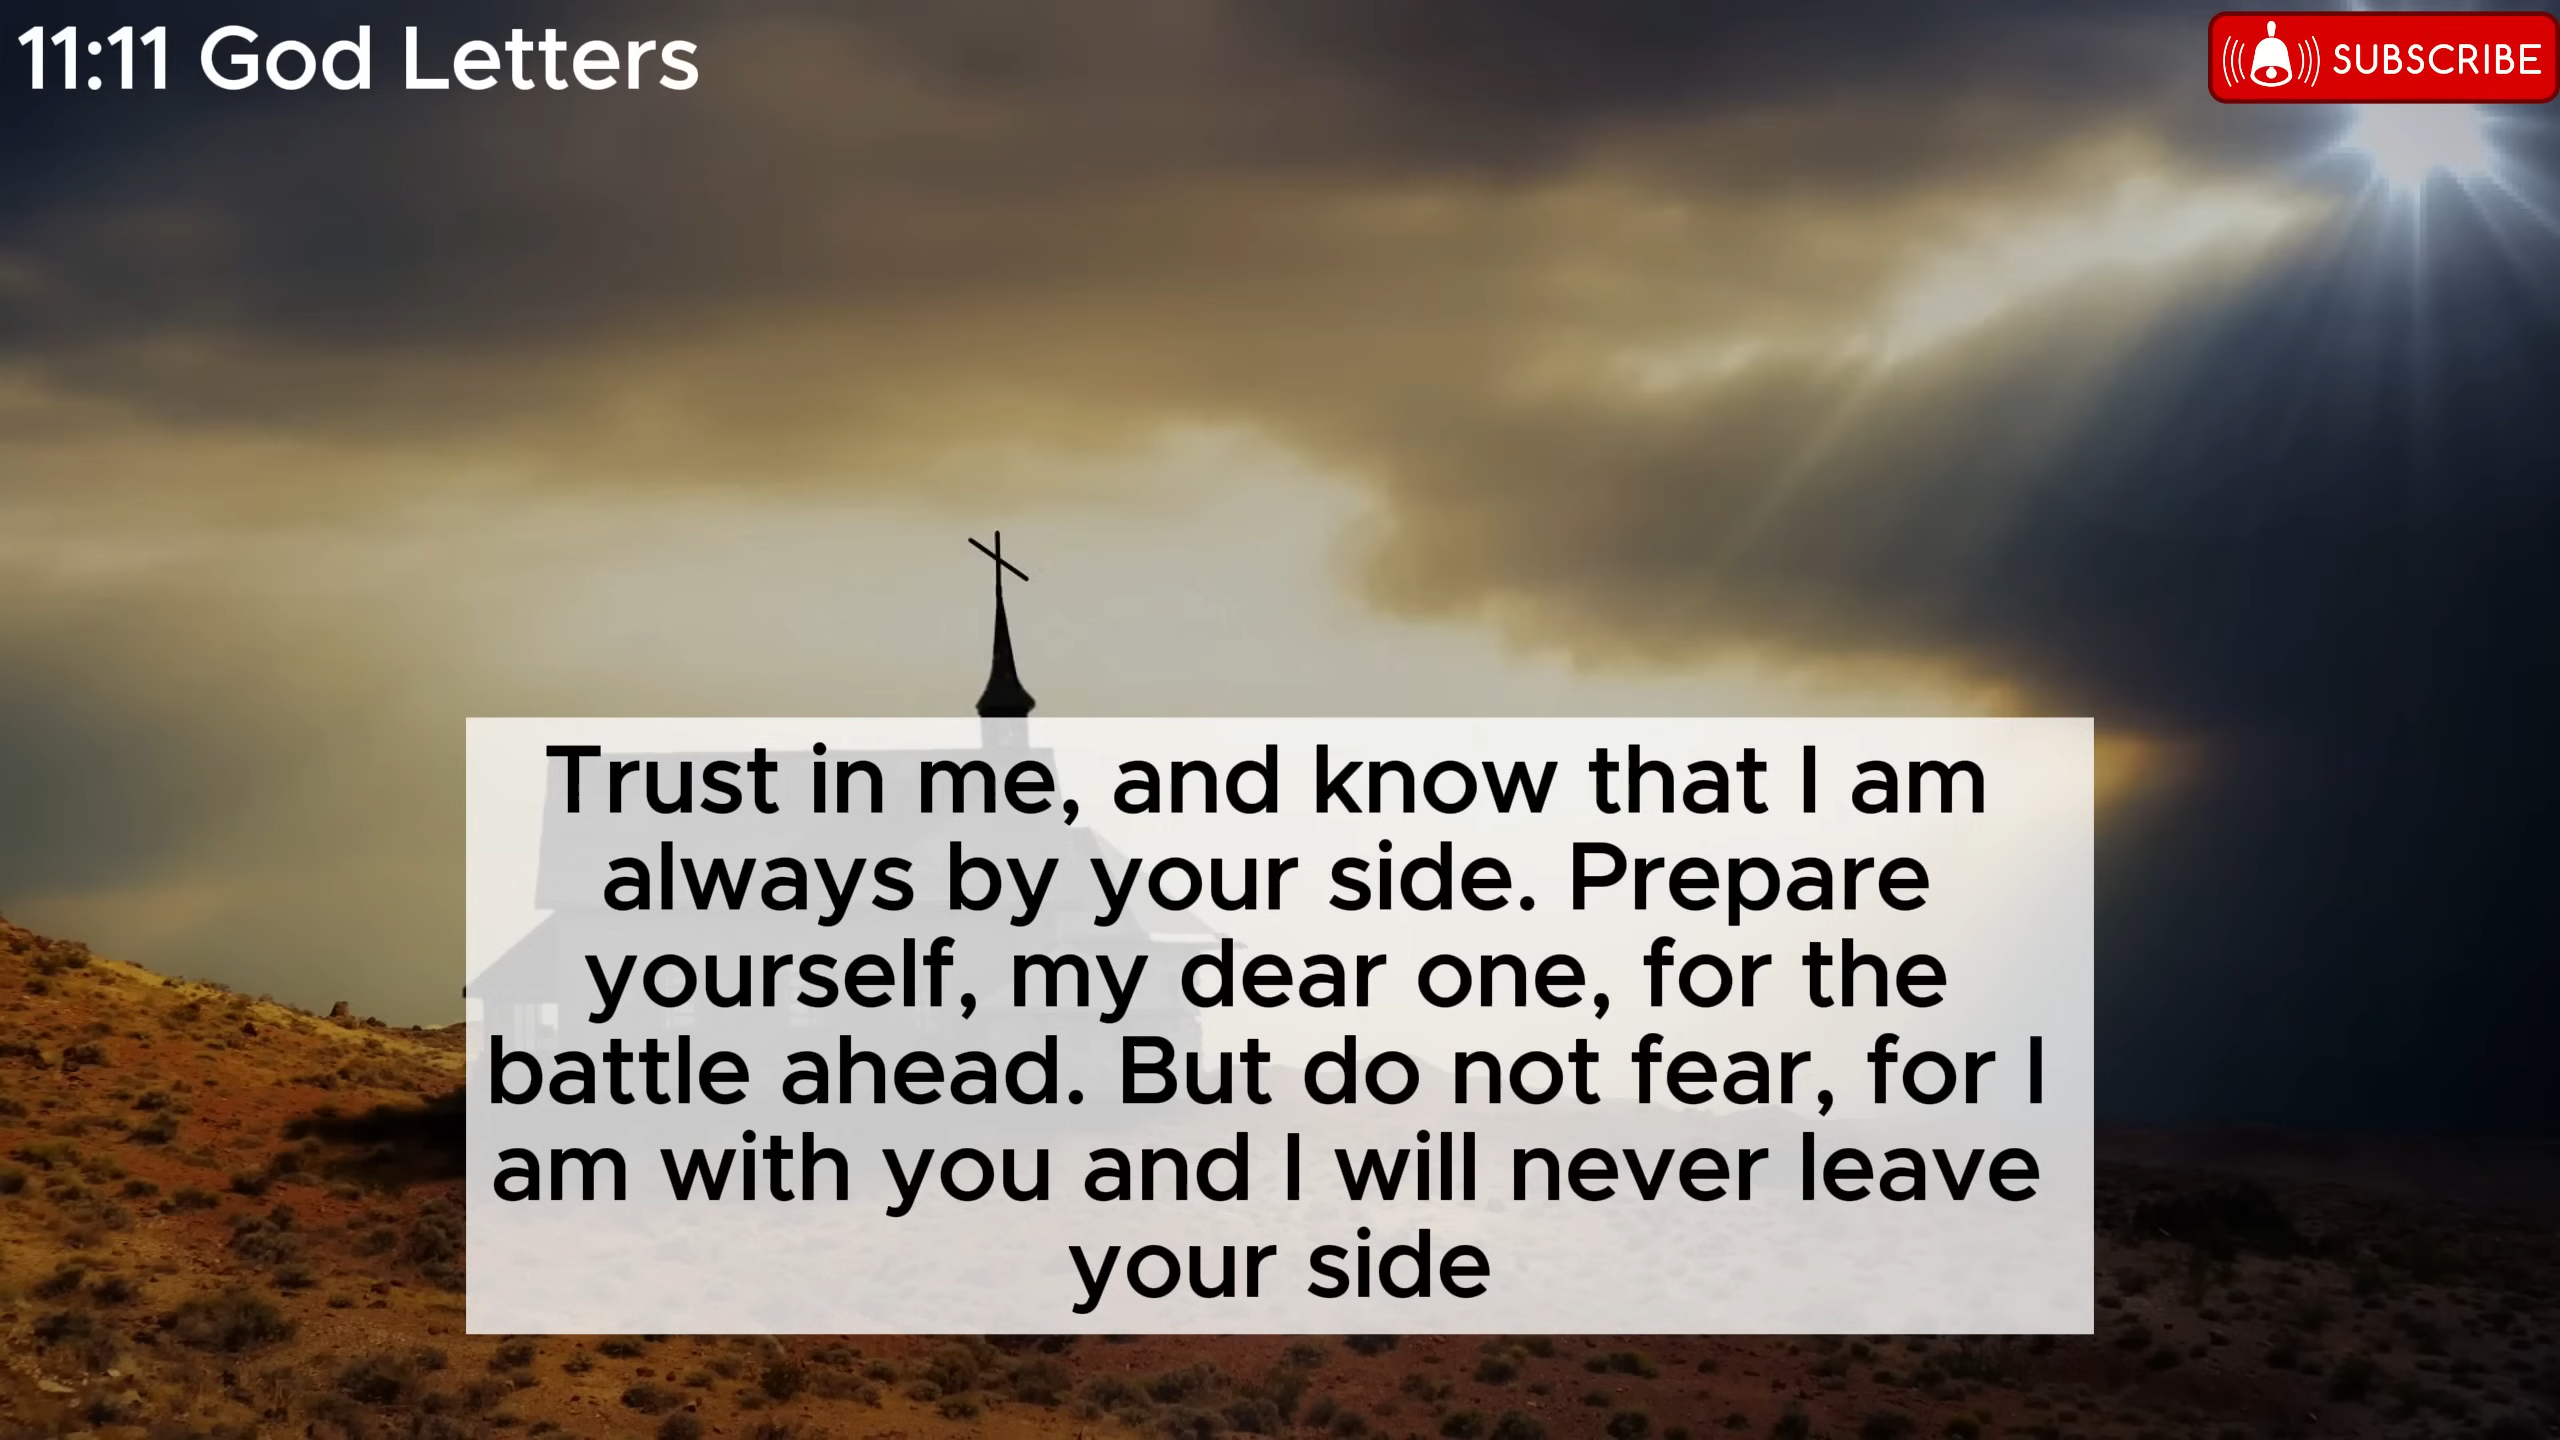 11:11 God Letters
SUBSCRIBE
Trust in me, and know that I am
always by your side. Prepare
yourself, my dear one, for the
battle ahead. But do not fear, for I
am with you and I will never leave
your side